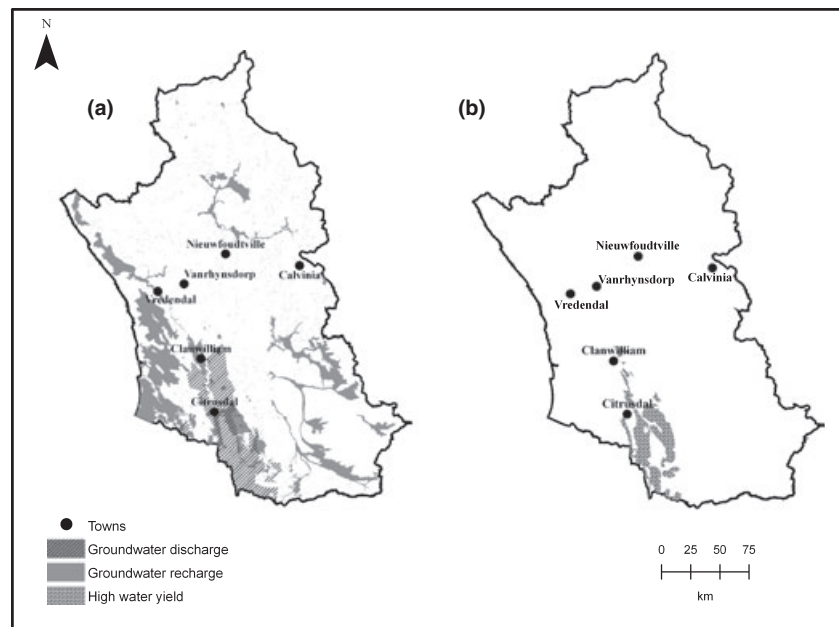 N
(a)
Nieuwfoudtville
Vanrhynsdorp
Calvinia
Vredendal
Clanwilliam
Citrusdal
(b)
Nieuwfoudtville
Vanrhynsdorp
Calvinia
Vredendal
Clanwilliam
Citrusdal
Towns
Groundwater discharge
Groundwater recharge
High water yield
0 25 50 75
km